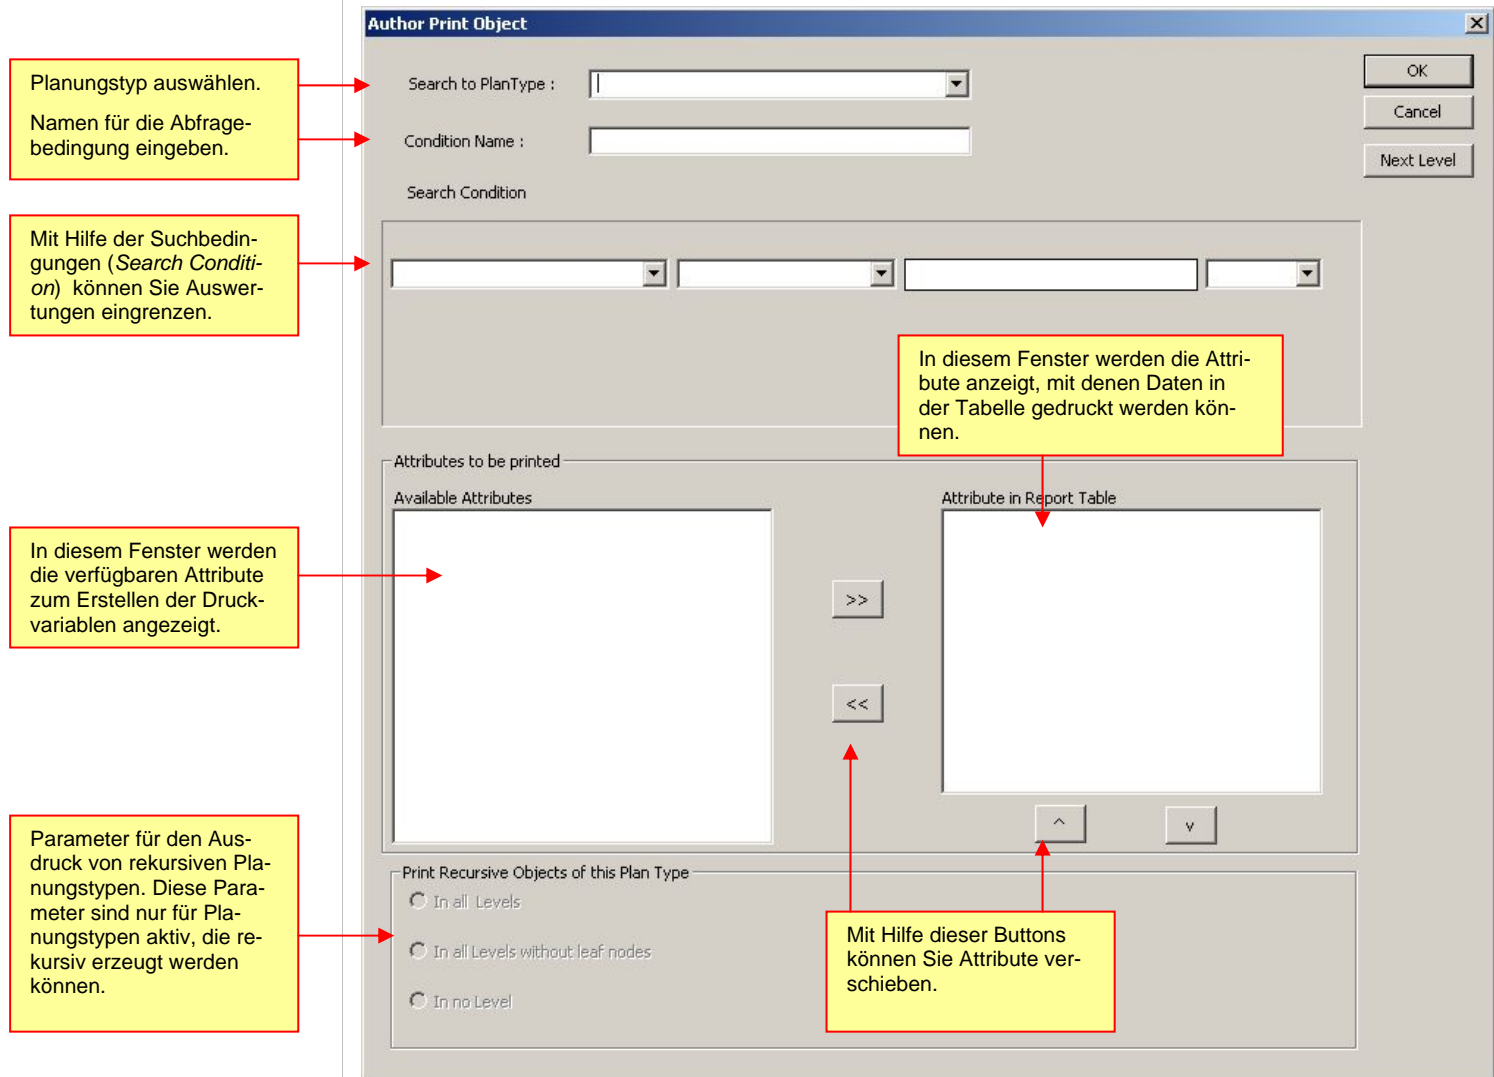 Author Print Object
Planungstyp auswählen.
Namen für die Abfrage-
bedingung eingeben.
Search to PlanType :
OK
Cancel
Condition Name :
Next Level
Search Condition
Mit Hilfe der Suchbedin-
gungen (Search Conditi-
on) können Sie Auswer-
tungen eingrenzen.
In diesem Fenster werden die Attri-
bute anzeigt, mit denen Daten in
der Tabelle gedruckt werden kön-
nen.
Attributes to be printed
Available Attributes
Attribute in Report Table
In diesem Fenster werden
die verfügbaren Attribute
zum Erstellen der Druck-
variablen angezeigt.
>>
<<
^
v
Parameter für den Aus-
druck von rekursiven Pla-
nungstypen. Diese Para-
meter sind nur für Pla-
nungstypen aktiv, die re-
kursiv erzeugt werden
können.
Print Recursive Objects of this Plan Type
In all Levels
In all Levels without leaf nodes
In no Level
Mit Hilfe dieser Buttons
können Sie Attribute ver-
schieben.